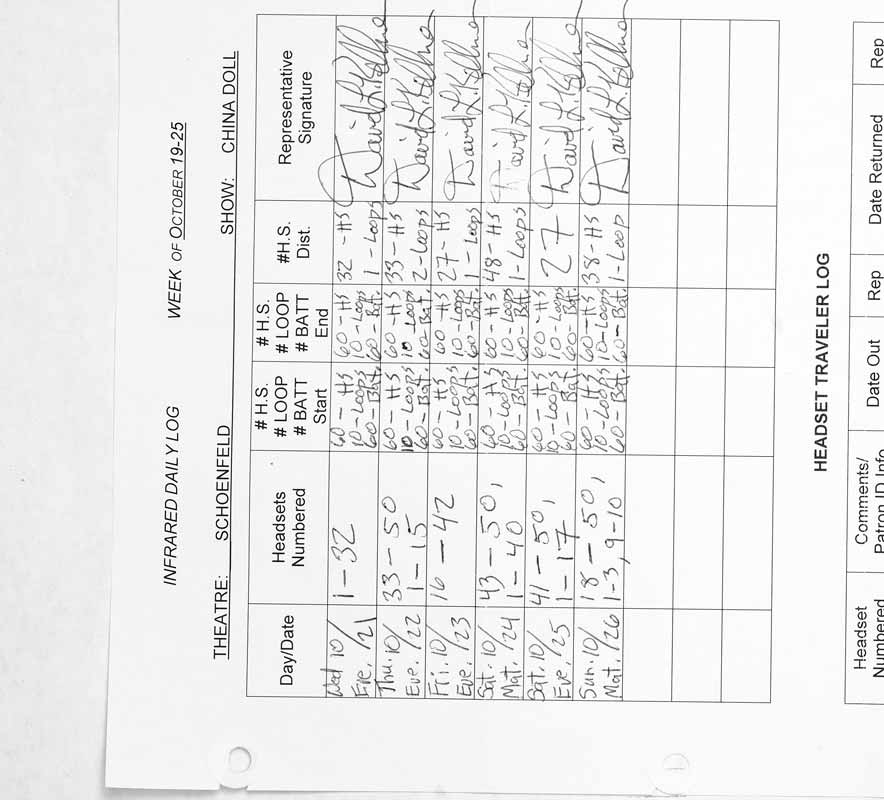 INFRARED DAILY LOG WEEK OF OCTOBER 19-25
THEATRE: SCHOENFELD SHOW: CHINA DOLL
Day/Date
Headsets
Numbered
# H.S.
# LOOP
# BATT
Start
# H.S.
# LOOP
# BATT
End
#H.S.
Dist.
Representative
Signature
Wed 10/
Eve. /21
1-32
60 - HS
10 - Loops
60 - Bat.
60 - HS
10 - Loops
60 - Bat.
32 - HS
1 - Loops
David L.
Thu. 10/
Eve. /22
33 - 50
1 - 15
60 - HS
10 - Loops
60 - Bat.
60 - HS
10 - Loops
60 - Bat.
33 - HS
2 - Loops
David L.
Fri. 10/
Eve. /23
16 - 42
60 - HS
10 - Loops
60 - Bat.
60 - HS
10 - Loops
60 - Bat.
27 - HS
1 - Loops
David L.
Sat. 10/
Mat. /24
43 - 50,
1 - 40
60 - HS
10 - Loops
60 - Bat.
60 - HS
10 - Loops
60 - Bat.
48 - HS
1 - Loops
David L.
Sat. 10/
Eve. /25
41 - 50,
1 - 17
60 - HS
10 - Loops
60 - Bat.
60 - HS
10 - Loops
60 - Bat.
27
David L.
Sun. 10/
Mat. /26
18 - 50,
1-3, 9-10
60 - HS
10 - Loops
60 - Bat.
60 - HS
10 - Loops
60 - Bat.
38 - HS
1 - Loop
David L.
HEADSET TRAVELER LOG
Headset
Numbered
Comments/
Patron ID Info
Date Out
Rep
Date Returned
Rep